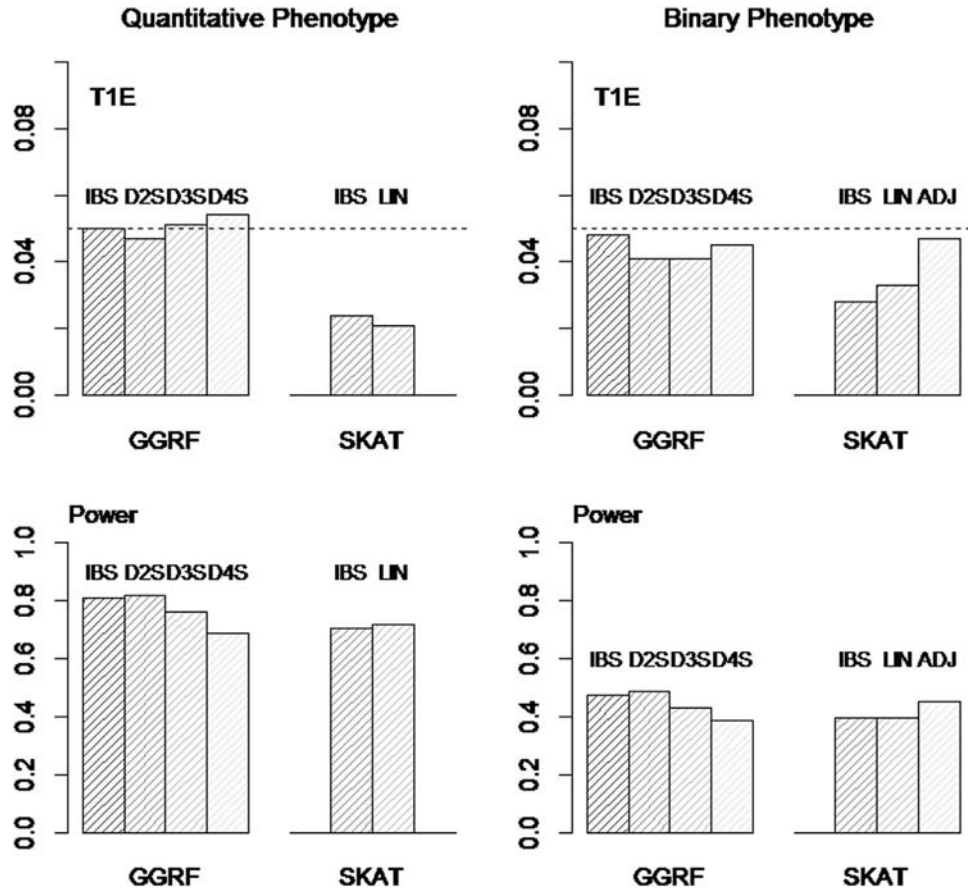 Quantitative Phenotype
Binary Phenotype
T1E
0.08
0.04
0.00
IBS D2S D3S D4S
IBS LIN
GGRF
SKAT
T1E
0.08
0.04
0.00
IBS D2S D3S D4S
IBS LIN ADJ
GGRF
SKAT
Power
1.0
0.8
0.6
0.4
0.2
0.0
IBS D2S D3S D4S
IBS LIN
GGRF
SKAT
Power
1.0
0.8
0.6
0.4
0.2
0.0
IBS D2S D3S D4S
IBS LIN ADJ
GGRF
SKAT